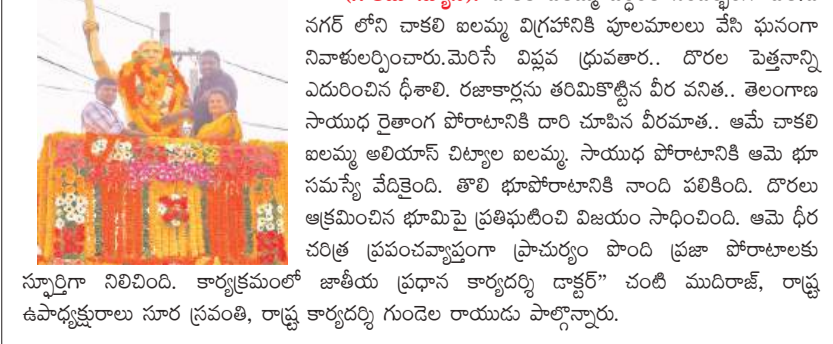 నగర్ లోని చాకలి ఐలమ్మ విగ్రహానికి పూలమాలలు వేసి ఘనంగా
నివాళులర్పించారు.మెరిసే విప్లవ ధ్రువతార.. దొరల పెత్తనాన్ని
ఎదురించిన ధీశాలి. రజాకార్లను తరిమికొట్టిన వీర వనిత.. తెలంగాణ
సాయుధ రైతాంగ పోరాటానికి దారి చూపిన వీరమాత.. ఆమే చాకలి
ఐలమ్మ అలియాస్ చిట్యాల ఐలమ్మ. సాయుధ పోరాటానికి ఆమె భూ
సమస్యే వేదికైంది. తొలి భూపోరాటానికి నాంది పలికింది. దొరలు
ఆక్రమించిన భూమిపై ప్రతిఘటించి విజయం సాధించింది. ఆమె ధీర
చరిత్ర ప్రపంచవ్యాప్తంగా ప్రాచుర్యం పొంది ప్రజా పోరాటాలకు
స్ఫూర్తిగా నిలిచింది. కార్యక్రమంలో జాతీయ ప్రధాన కార్యదర్శి డాక్టర్" చంటి ముదిరాజ్, రాష్ట్ర
ఉపాధ్యక్షురాలు సూర స్రవంతి, రాష్ట్ర కార్యదర్శి గుండెల రాయుడు పాల్గొన్నారు.